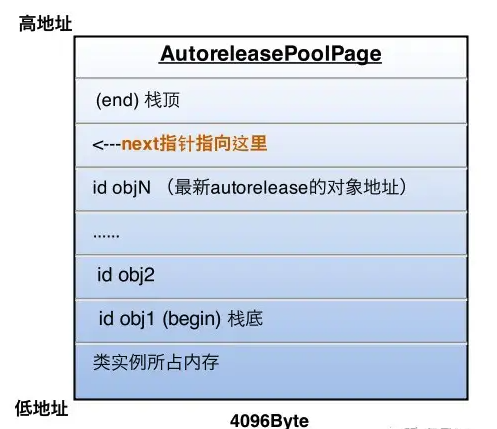 高地址
AutoreleasePoolPage
(end) 栈顶
<---next指针指向这里
id objN （最新autorelease的对象地址）
......
id obj2
id obj1 (begin) 栈底
类实例所占内存
低地址
4096Byte